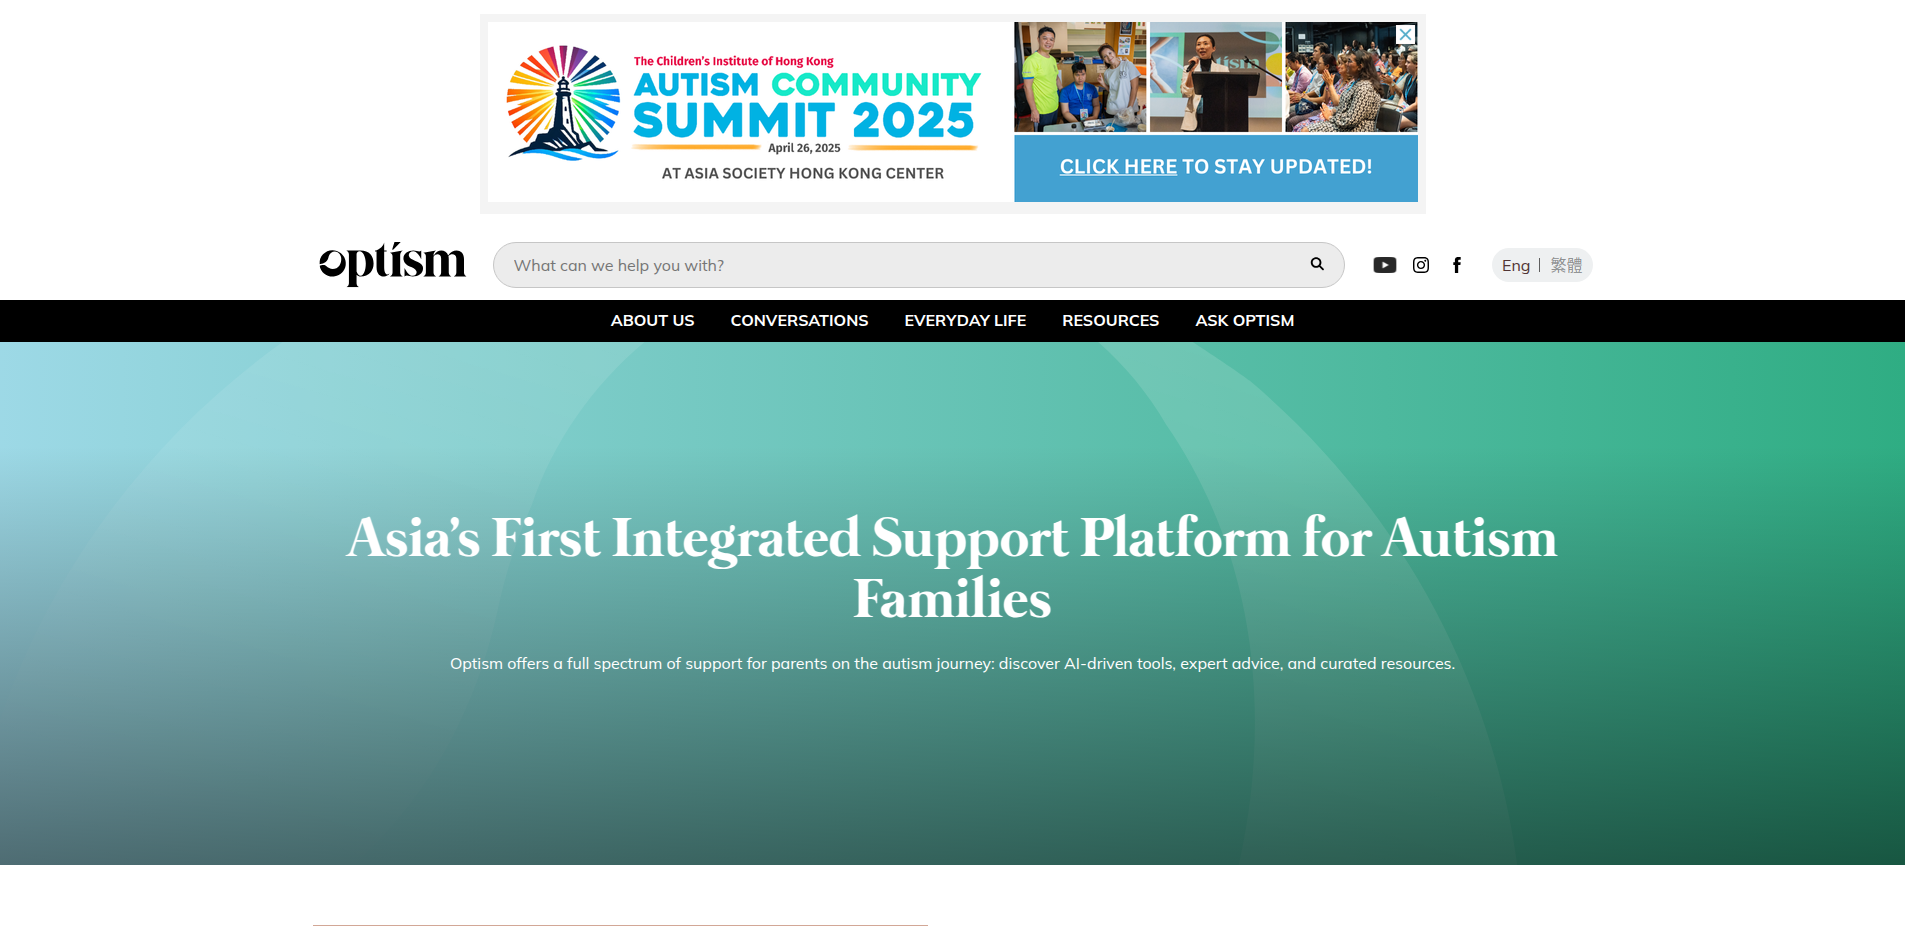 The Children's Institute of Hong Kong
AUTISM COMMUNITY
SUMMIT 2025
April 26, 2025
AT ASIA SOCIETY HONG KONG CENTER
CLICK HERE TO STAY UPDATED!
optism
What can we help you with?
Eng | 繁體
ABOUT US CONVERSATIONS EVERYDAY LIFE RESOURCES ASK OPTISM
Asia’s First Integrated Support Platform for Autism
Families
Optism offers a full spectrum of support for parents on the autism journey: discover AI-driven tools, expert advice, and curated resources.